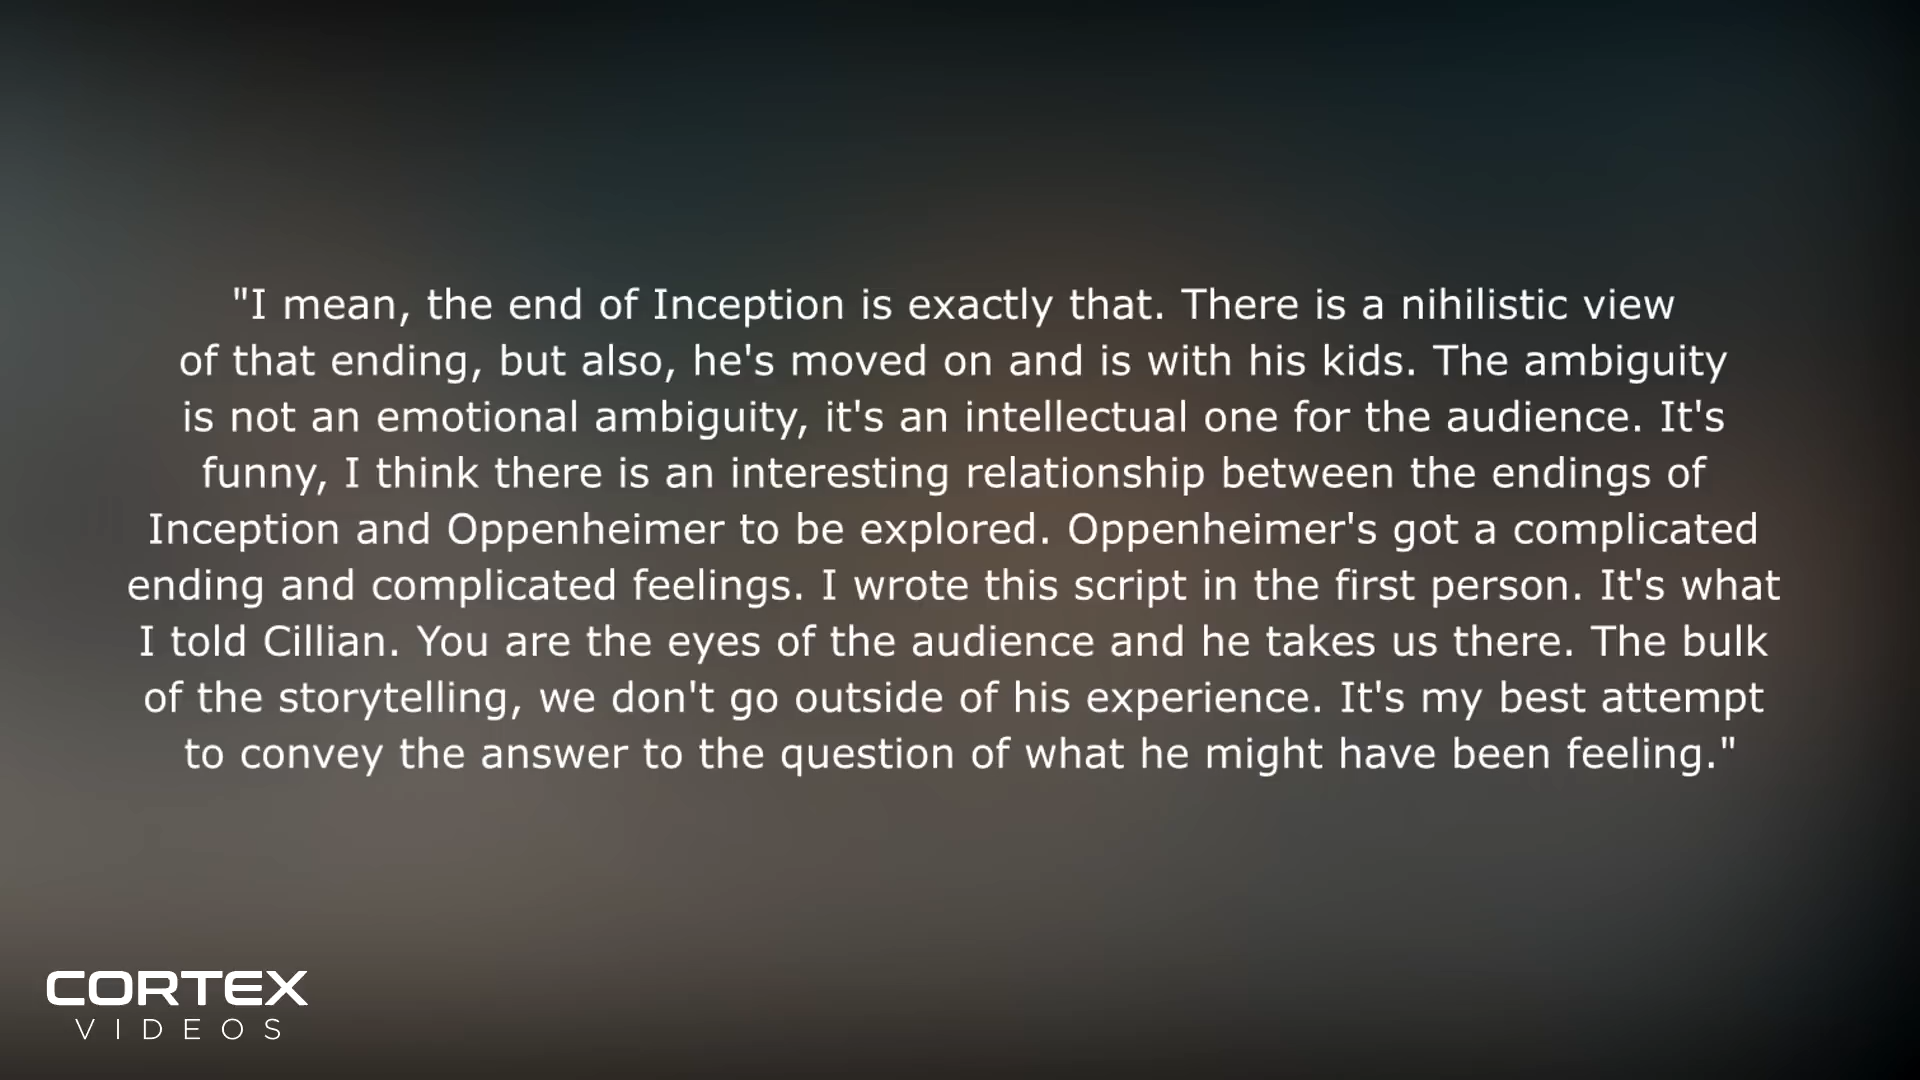 "I mean, the end of Inception is exactly that. There is a nihilistic view
of that ending, but also, he's moved on and is with his kids. The ambiguity
is not an emotional ambiguity, it's an intellectual one for the audience. It's
funny, I think there is an interesting relationship between the endings of
Inception and Oppenheimer to be explored. Oppenheimer's got a complicated
ending and complicated feelings. I wrote this script in the first person. It's what
I told Cillian. You are the eyes of the audience and he takes us there. The bulk
of the storytelling, we don't go outside of his experience. It's my best attempt
to convey the answer to the question of what he might have been feeling."
CORTEX
VIDEOS